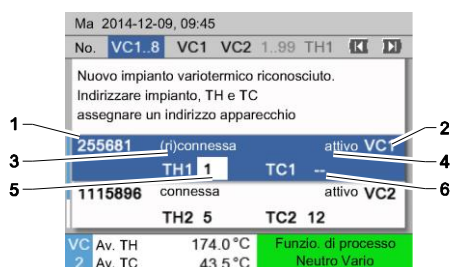 Ma 2014-12-09, 09:45
No. VC1..8 VC1 VC2 1..99 TH1
Nuovo impianto variotermico riconosciuto.
Indirizzare impianto, TH e TC
assegnare un indirizzo apparecchio
1
2
255681 (ri)connessa attivo VC1
3
4
TH1 1 TC1 --
5
6
1115896 connessa attivo VC2
TH2 5 TC2 12
VC Av. TH 174.0 °C Funzio. di processo
2 Av. TC 43.5 °C Neutro Vario